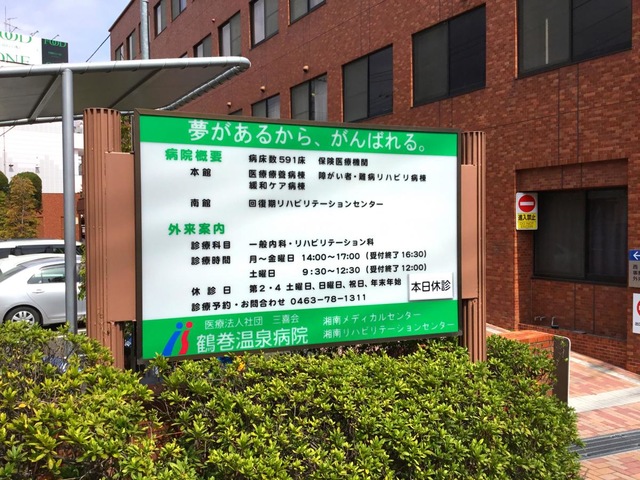 夢があるから、がんばれる。
病院概要 病床数591床 保険医療機関
本館 医療療養病棟 障がい者・難病リハビリ病棟
緩和ケア病棟
南館 回復期リハビリテーションセンター
外来案内
診療科目 一般内科・リハビリテーション科
診療時間 月～金曜日 14:00～17:00（受付終了16:30）
土曜日 9:30～12:30（受付終了12:00）
休診日 第2・4 土曜日、日曜日、祝日、年末年始
本日休診
診療予約・お問合わせ 0463-78-1311
医療法人社団 三喜会 湘南メディカルセンター
鶴巻温泉病院 湘南リハビリテーションセンター
進入禁止
ONE